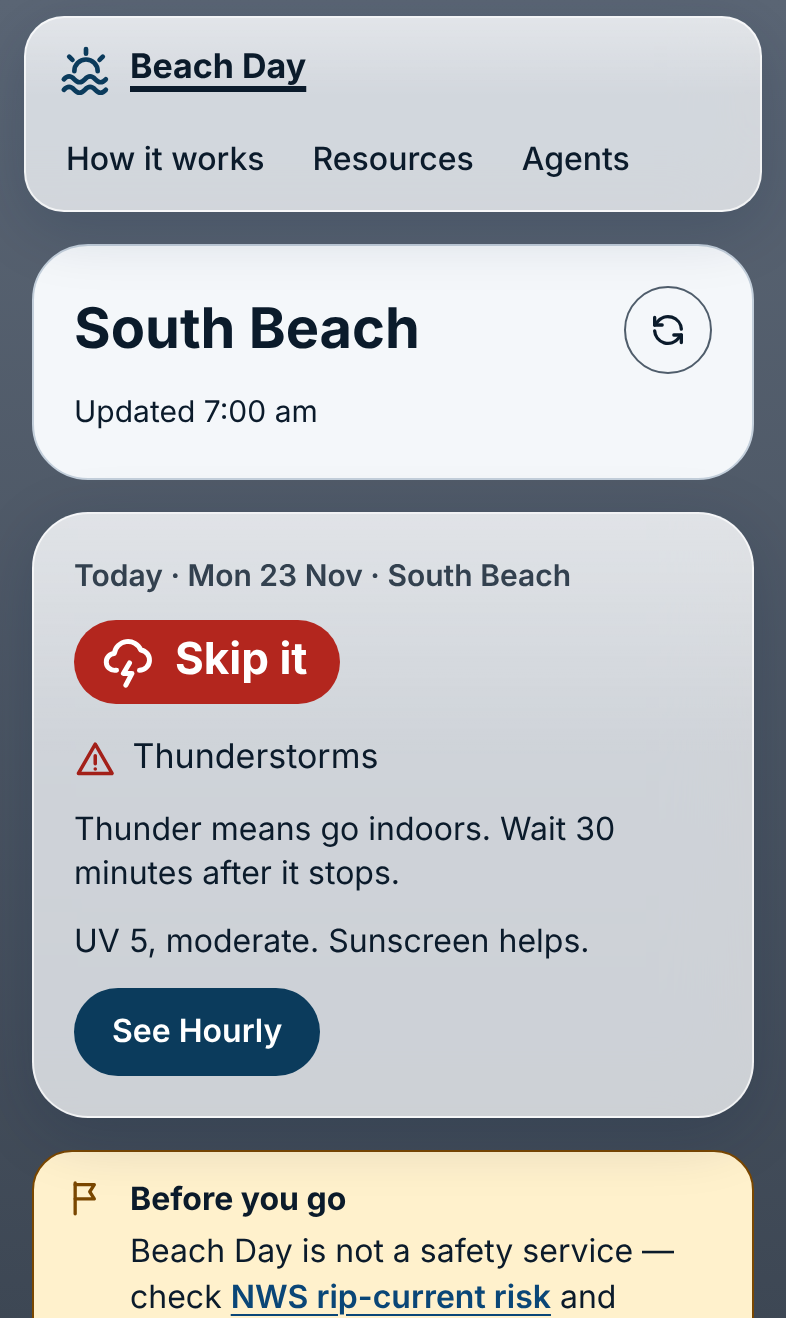 Beach Day
How it works Resources Agents
South Beach
Updated 7:00 am
Today · Mon 23 Nov · South Beach
Skip it
Thunderstorms
Thunder means go indoors. Wait 30
minutes after it stops.
UV 5, moderate. Sunscreen helps.
See Hourly
Before you go
Beach Day is not a safety service —
check NWS rip-current risk and